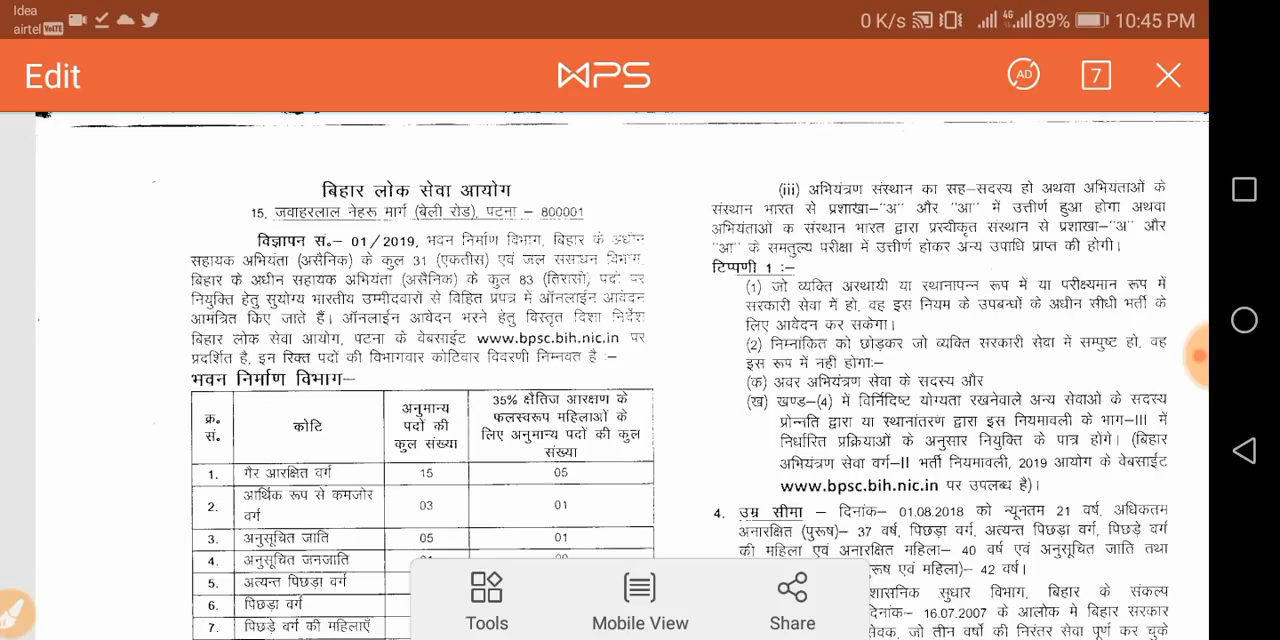 Idea
airtel VoLTE
0 K/s 4G 89% 10:45 PM
Edit
WPS
AD
7
बिहार लोक सेवा आयोग
15, जवाहरलाल नेहरू मार्ग (बेली रोड), पटना – 800001
विज्ञापन सं.– 01/2019, भवन निर्माण विभाग, बिहार के अधीन
सहायक अभियंता (असैनिक) के कुल 31 (एकतीस) एवं जल संसाधन विभाग,
बिहार के अधीन सहायक अभियंता (असैनिक) के कुल 83 (तिरासी) पदों पर
नियुक्ति हेतु सुयोग्य भारतीय उम्मीदवारों से विहित प्रपत्र में ऑनलाईन आवेदन
आमंत्रित किए जाते हैं। ऑनलाईन आवेदन भरने हेतु विस्तृत दिशा निर्देश
बिहार लोक सेवा आयोग, पटना के वेबसाईट www.bpsc.bih.nic.in पर
प्रदर्शित है, इन रिक्त पदों की विभागवार कोटिवार विवरणी निम्नवत है :–
भवन निर्माण विभाग–
क्र. सं. कोटि अनुमान्य पदों की कुल संख्या 35% क्षैतिज आरक्षण के फलस्वरूप महिलाओं के लिए अनुमान्य पदों की कुल संख्या
1. गैर आरक्षित वर्ग 15 05
2. आर्थिक रूप से कमजोर वर्ग 03 01
3. अनुसूचित जाति 05 01
4. अनुसूचित जनजाति
5. अत्यन्त पिछड़ा वर्ग
6. पिछड़ा वर्ग
7. पिछड़े वर्ग की महिलाएँ
(iii) अभियंत्रण संस्थान का सह–सदस्य हो अथवा अभियंताओं के
संस्थान भारत से प्रशाखा–"अ" और "आ" में उत्तीर्ण हुआ होगा अथवा
अभियंताओं क संस्थान भारत द्वारा प्रस्वीकृत संस्थान से प्रशाखा–"अ" और
"आ" के समतुल्य परीक्षा में उत्तीर्ण होकर अन्य उपाधि प्राप्त की होगी।
टिप्पणी 1 :–
(1) जो व्यक्ति अस्थायी या स्थानापन्न रूप में या परीक्ष्यमान रूप में
सरकारी सेवा में हो, वह इस नियम के उपबन्धों के अधीन सीधी भर्ती के
लिए आवेदन कर सकेगा।
(2) निम्नांकित को छोड़कर जो व्यक्ति सरकारी सेवा में सम्पुष्ट हो, वह
इस रूप में नही होगाः–
(क) अवर अभियंत्रण सेवा के सदस्य और
(ख) खण्ड–(4) में विर्निदिष्ट योग्यता रखनेवाले अन्य सेवाओं के सदस्य
प्रोन्नति द्वारा या स्थानांतरण द्वारा इस नियमावली के भाग–III में
निर्धारित प्रक्रियाओं के अनुसार नियुक्ति के पात्र होंगे। (बिहार
अभियंत्रण सेवा वर्ग–II भर्ती नियमावली, 2019 आयोग के वेबसाईट
www.bpsc.bih.nic.in पर उपलब्ध है)।
4. उम्र सीमा – दिनांक– 01.08.2018 को न्यूनतम 21 वर्ष, अधिकतम
अनारक्षित (पुरूष)– 37 वर्ष, पिछड़ा वर्ग, अत्यन्त पिछड़ा वर्ग, पिछड़े वर्ग
की महिला एवं अनारक्षित महिला– 40 वर्ष एवं अनुसूचित जाति तथा
एवं महिला)– 42 वर्ष।
सुधार विभाग, बिहार के संकल्प
दिनांक– 16.07.2007 के आलोक मे बिहार सरकार
जो तीन वर्षो की निरंतर सेवा पूर्ण कर चुके
Tools
Mobile View
Share